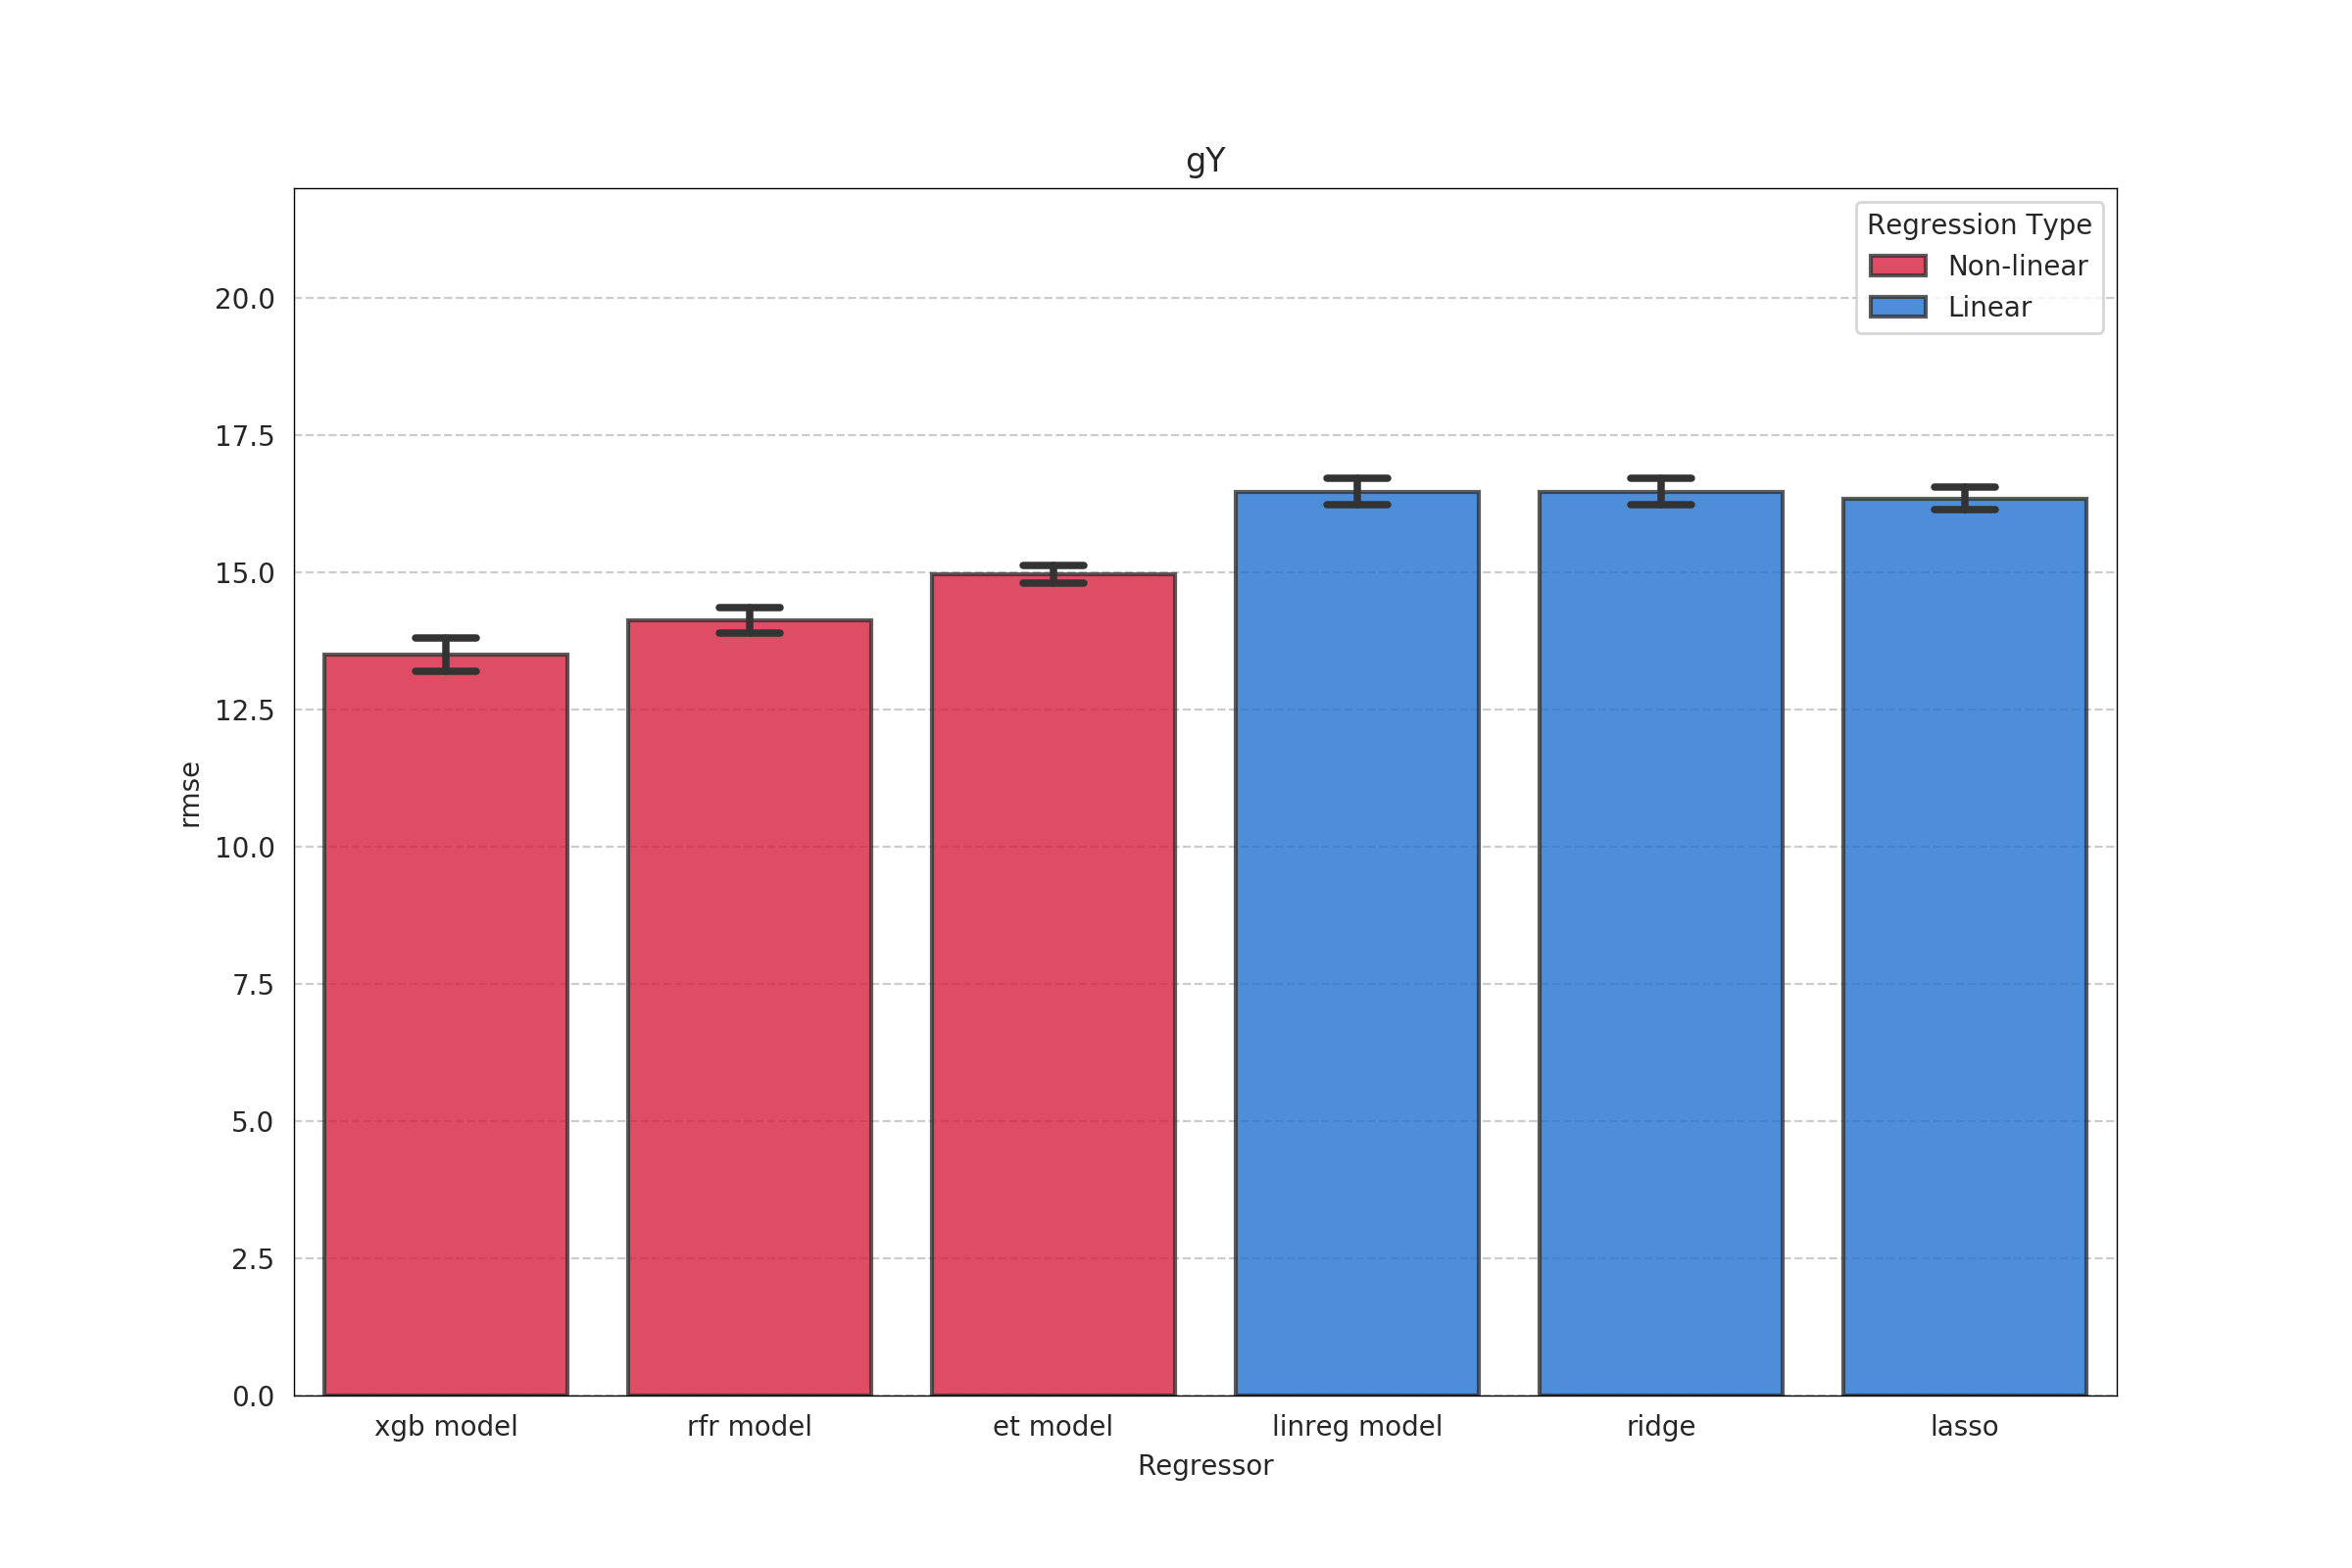 gY
Regression Type
Non-linear
Linear
20.0
17.5
15.0
12.5
10.0
7.5
5.0
2.5
0.0
rmse
xgb model rfr model et model linreg model ridge lasso
Regressor